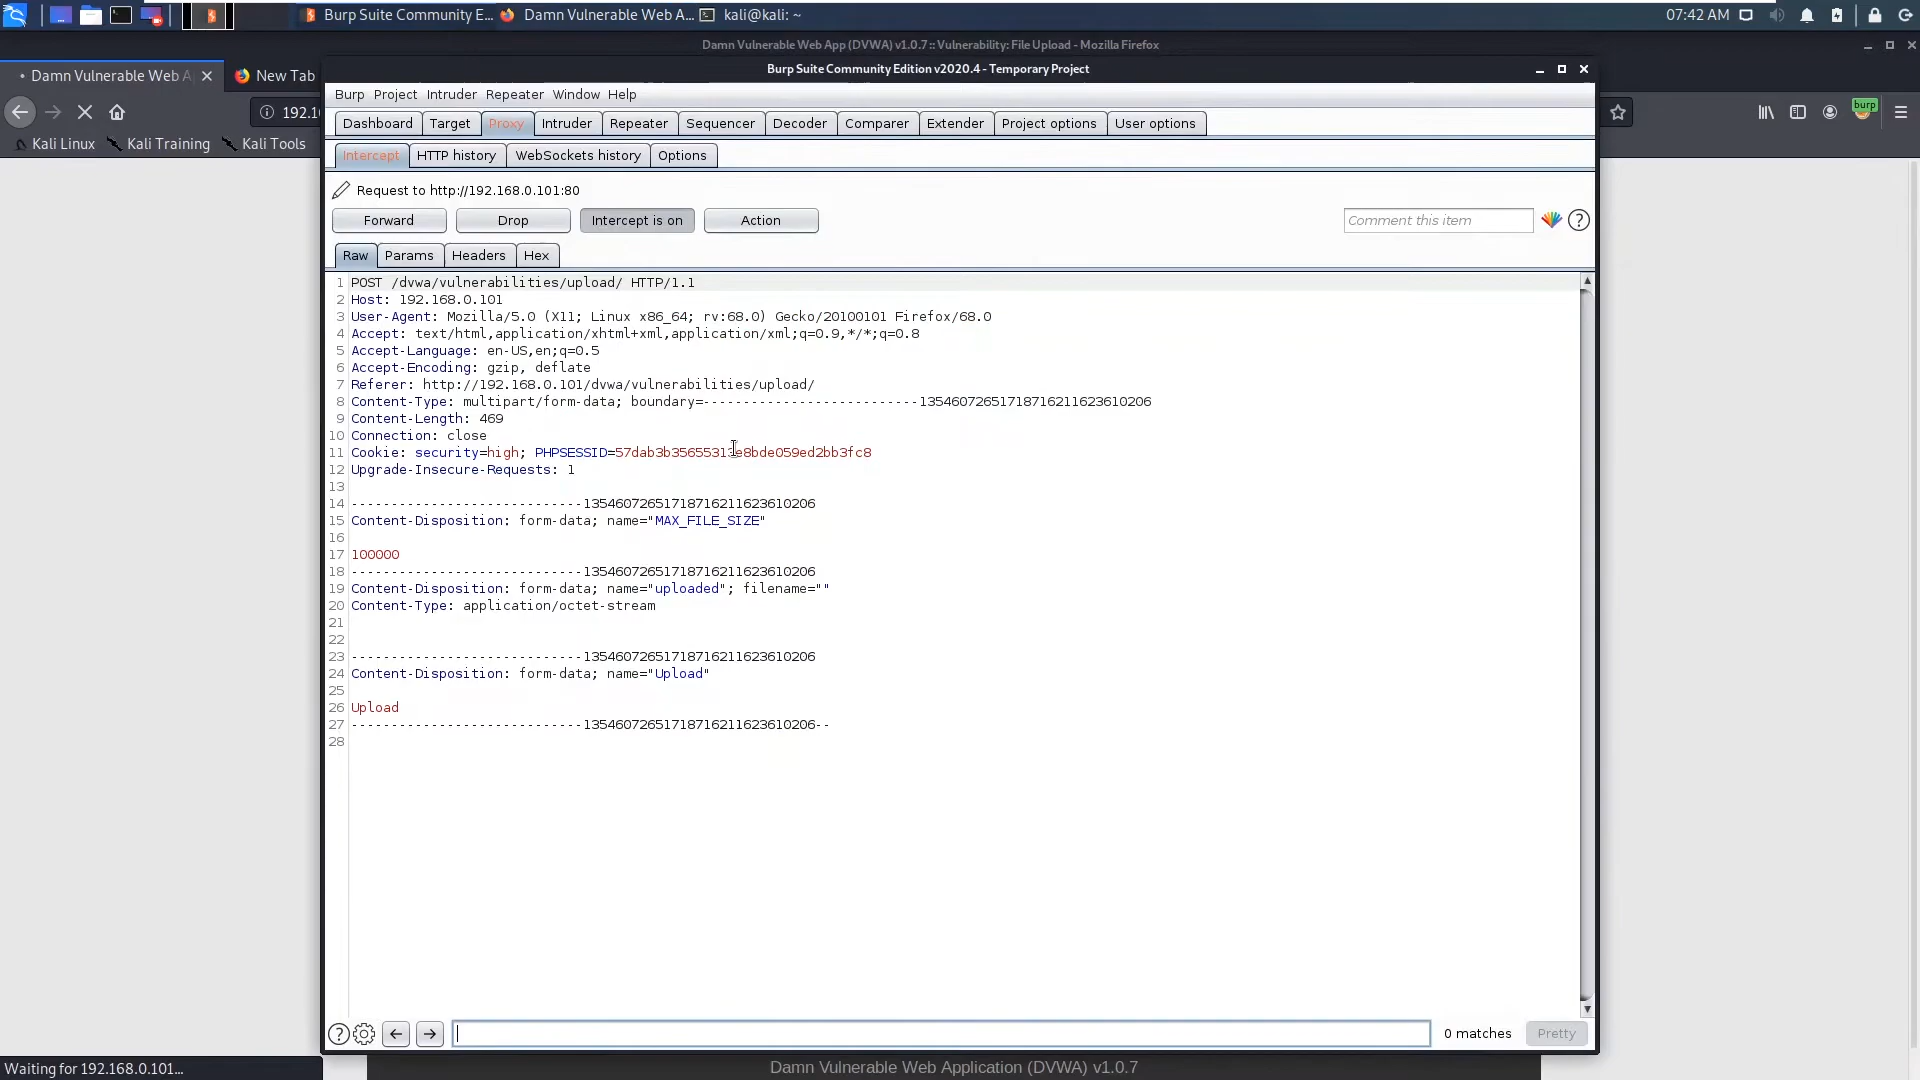 Burp Suite Community E...
Damn Vulnerable Web A...
kali@kali: ~
07:42 AM
Damn Vulnerable Web App (DVWA) v1.0.7 :: Vulnerability: File Upload - Mozilla Firefox
Damn Vulnerable Web A
New Tab
Burp Suite Community Edition v2020.4 - Temporary Project
Burp Project Intruder Repeater Window Help
192.1
burp
Dashboard Target Proxy Intruder Repeater Sequencer Decoder Comparer Extender Project options User options
Kali Linux Kali Training Kali Tools
Intercept HTTP history WebSockets history Options
Request to http://192.168.0.101:80
Forward Drop Intercept is on Action Comment this item ?
Raw Params Headers Hex
1 POST /dvwa/vulnerabilities/upload/ HTTP/1.1
2 Host: 192.168.0.101
3 User-Agent: Mozilla/5.0 (X11; Linux x86_64; rv:68.0) Gecko/20100101 Firefox/68.0
4 Accept: text/html,application/xhtml+xml,application/xml;q=0.9,*/*;q=0.8
5 Accept-Language: en-US,en;q=0.5
6 Accept-Encoding: gzip, deflate
7 Referer: http://192.168.0.101/dvwa/vulnerabilities/upload/
8 Content-Type: multipart/form-data; boundary=---------------------------13546072651718716211623610206
9 Content-Length: 469
10 Connection: close
11 Cookie: security=high; PHPSESSID=57dab3b35655313e8bde059ed2bb3fc8
12 Upgrade-Insecure-Requests: 1
13
14 -----------------------------13546072651718716211623610206
15 Content-Disposition: form-data; name="MAX_FILE_SIZE"
16
17 100000
18 -----------------------------13546072651718716211623610206
19 Content-Disposition: form-data; name="uploaded"; filename=""
20 Content-Type: application/octet-stream
21
22
23 -----------------------------13546072651718716211623610206
24 Content-Disposition: form-data; name="Upload"
25
26 Upload
27 -----------------------------13546072651718716211623610206--
28
? 0 matches Pretty
Waiting for 192.168.0.101...
Damn Vulnerable Web Application (DVWA) v1.0.7